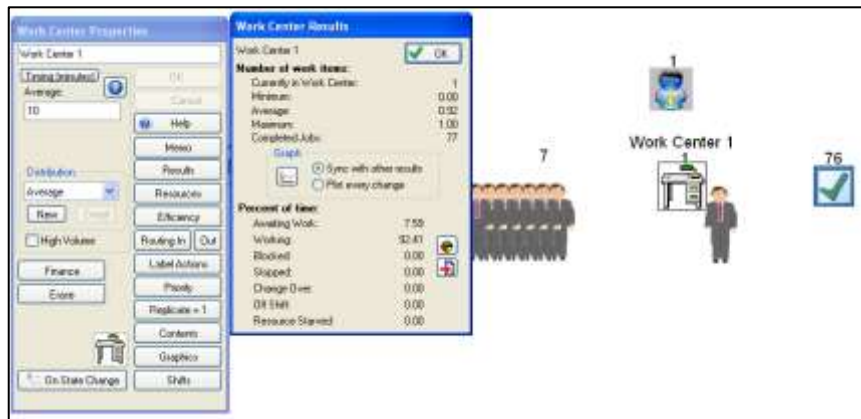 Work Center Properties
Work Center 1
Timing (minutes)
Average:
10
Distribution
Average
New
Detail
High Volume
Finance
Erase
On State Change
OK
Cancel
Help
Memo
Results
Resources
Efficiency
Routing In
Out
Label Actions
Priority
Replicate = 1
Contents
Graphics
Shifts
Work Center Results
Work Center 1
OK
Number of work items:
Currently in Work Center: 1
Minimum: 0.00
Average: 0.92
Maximum: 1.00
Completed Jobs: 77
Graph
Sync with other results
Plot every change
Percent of time:
Awaiting Work: 7.59
Working: 92.41
Blocked: 0.00
Stopped: 0.00
Change Over: 0.00
Off Shift: 0.00
Resource Starved: 0.00
7
1
Work Center 1
1
76